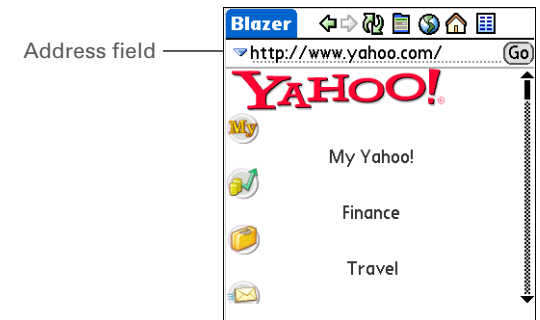 Blazer
Address field
http://www.yahoo.com/
Go
YAHOO!
My
My Yahoo!
Finance
Travel